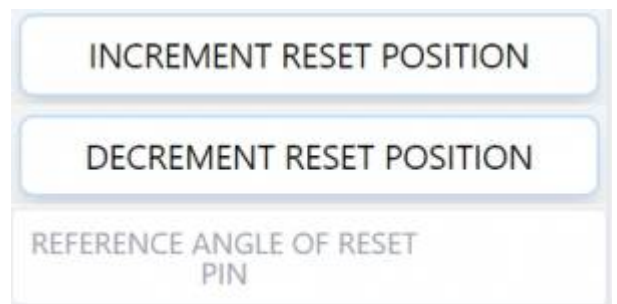 INCREMENT RESET POSITION
DECREMENT RESET POSITION
REFERENCE ANGLE OF RESET
PIN